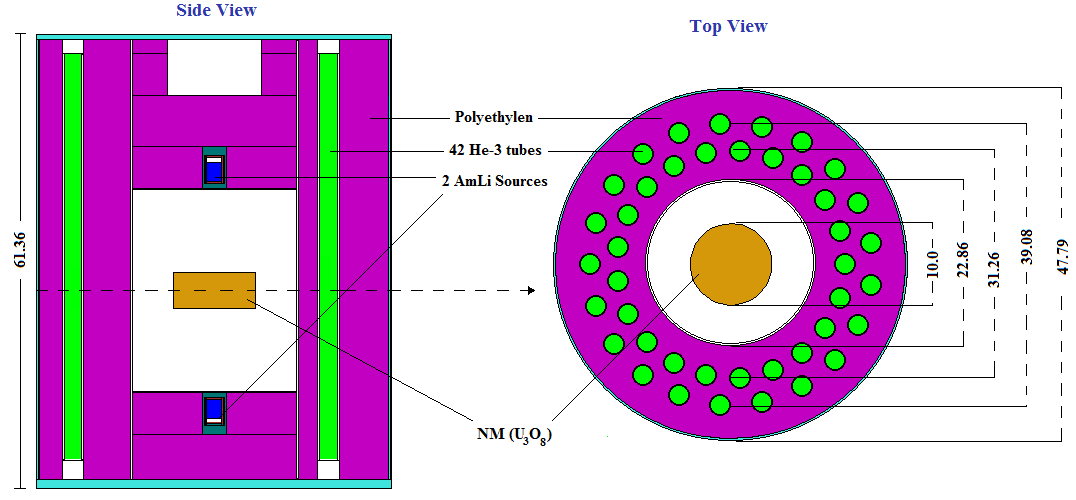 Side View
Top View
Polyethylen
42 He-3 tubes
2 AmLi Sources
61.36
10.0
22.86
31.26
39.08
47.79
NM (U3O8)